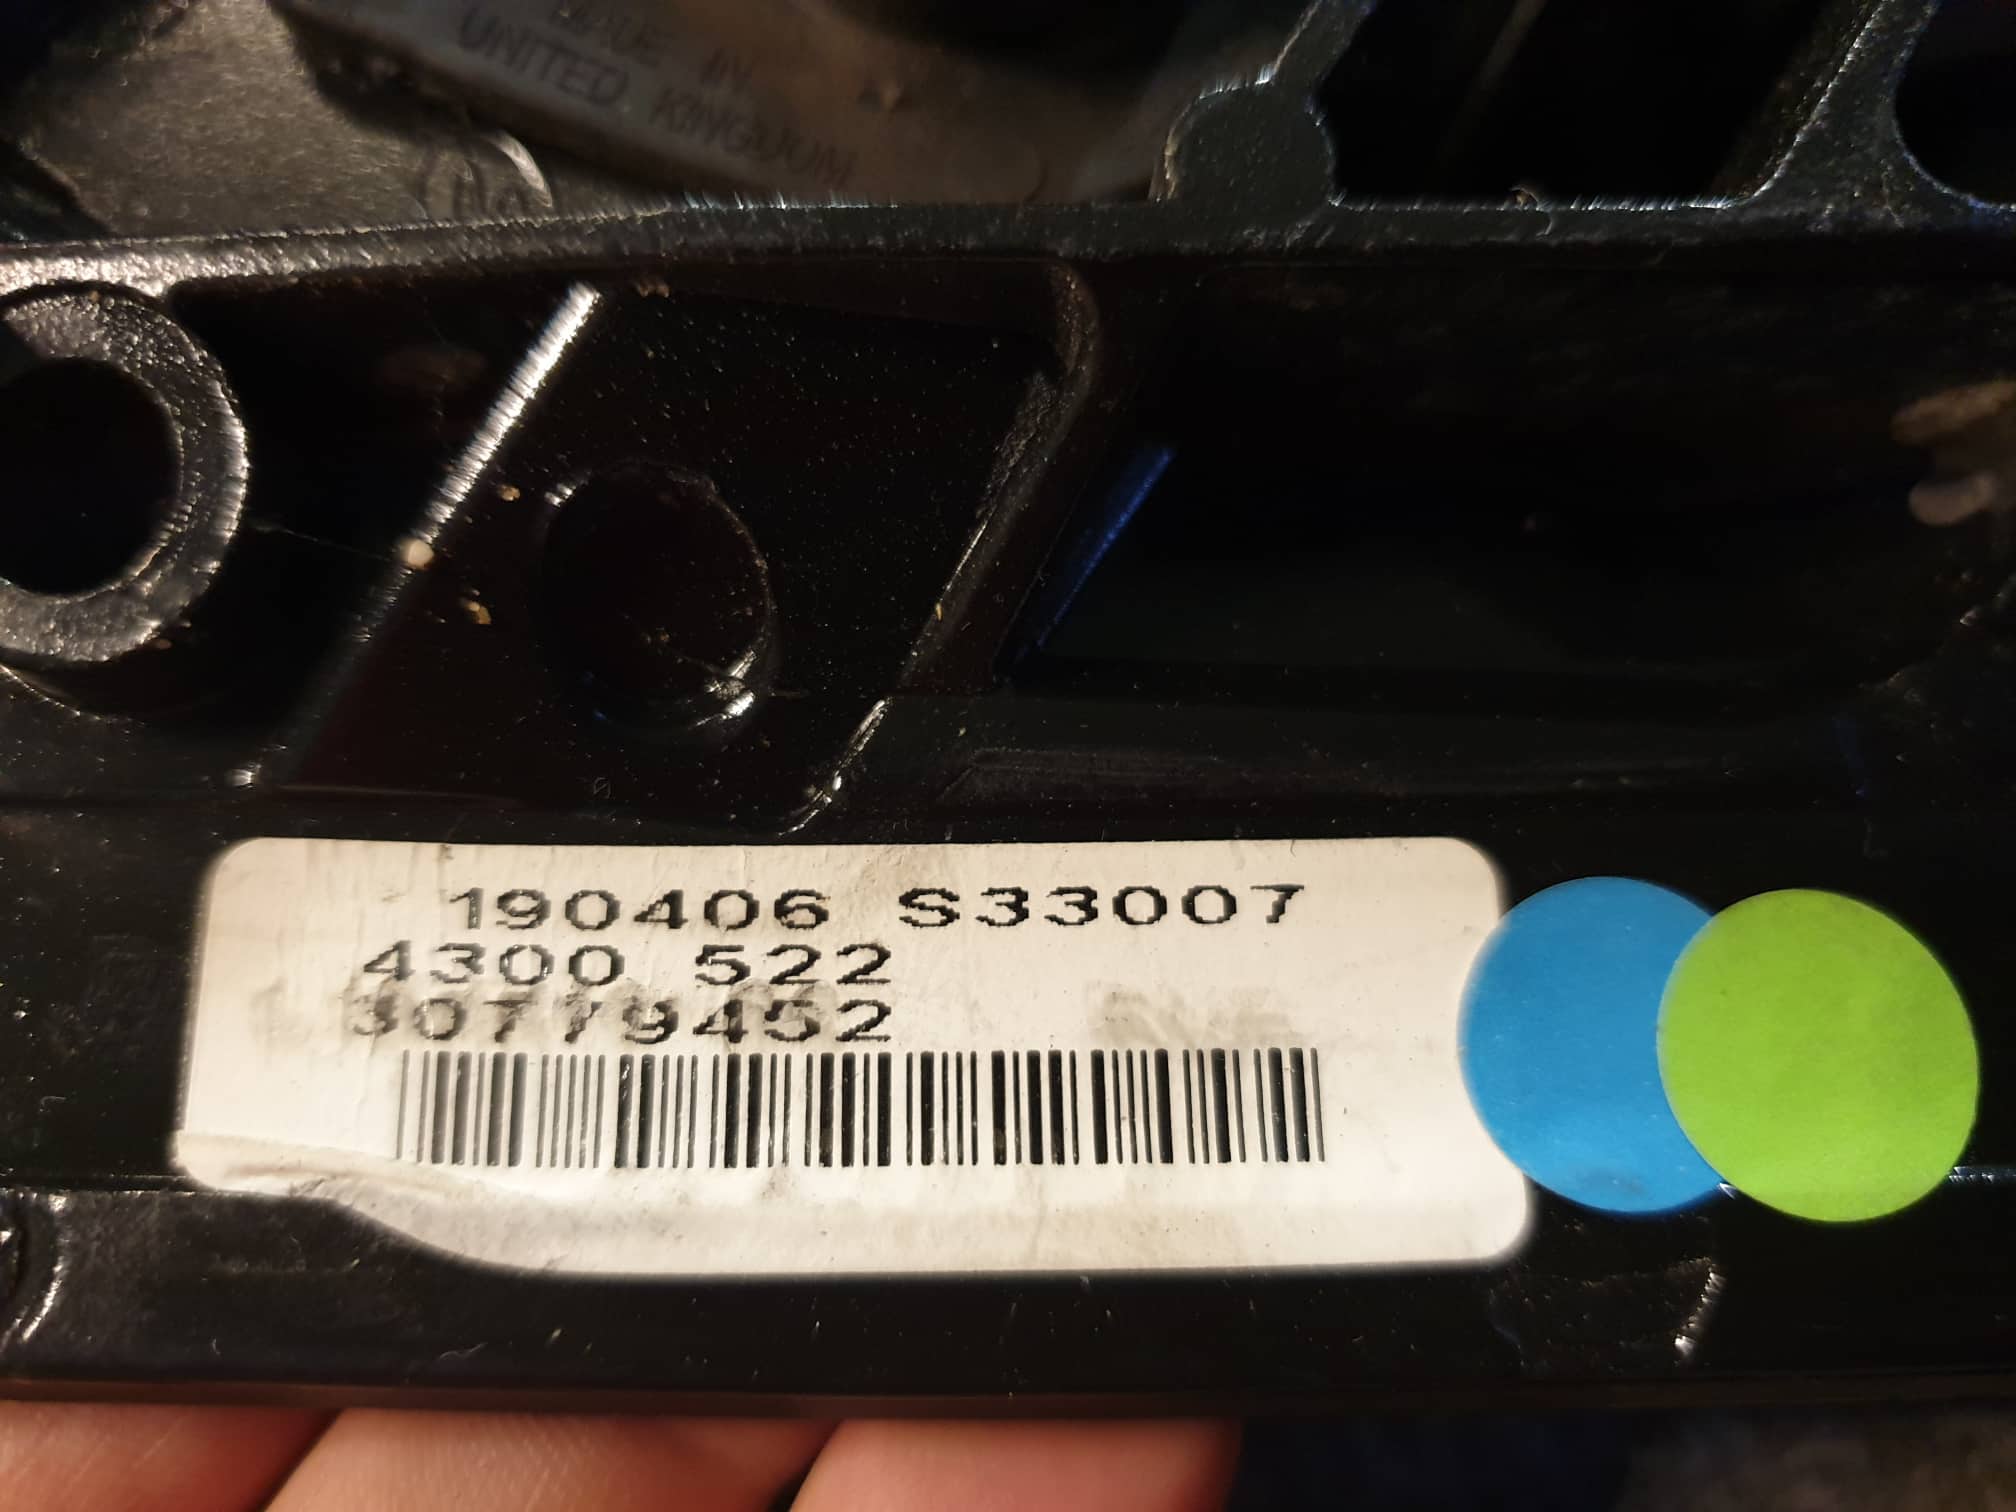 MADE IN
UNITED KINGDOM
190406 S33007
4300 522
30779452